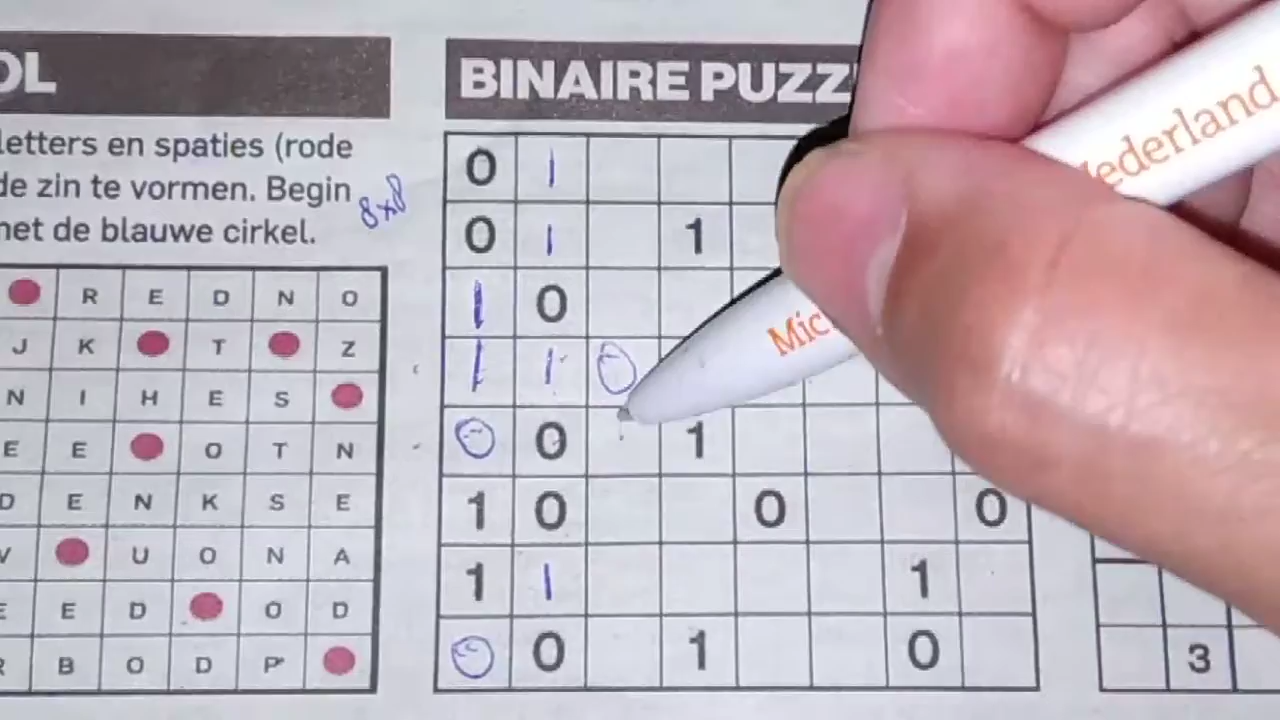 OL
letters en spaties (rode
de zin te vormen. Begin
met de blauwe cirkel.
8x8
R E D N O
J K T Z
N I H E S
E E O T N
D E N K S E
V U O N A
E E D O D
R B O D P
BINAIRE PUZZ
0 1
0 1 1
1 0
1 1 0
0 0 1
1 0 0 0
1 1 1
0 0 1 0
Nederland
3